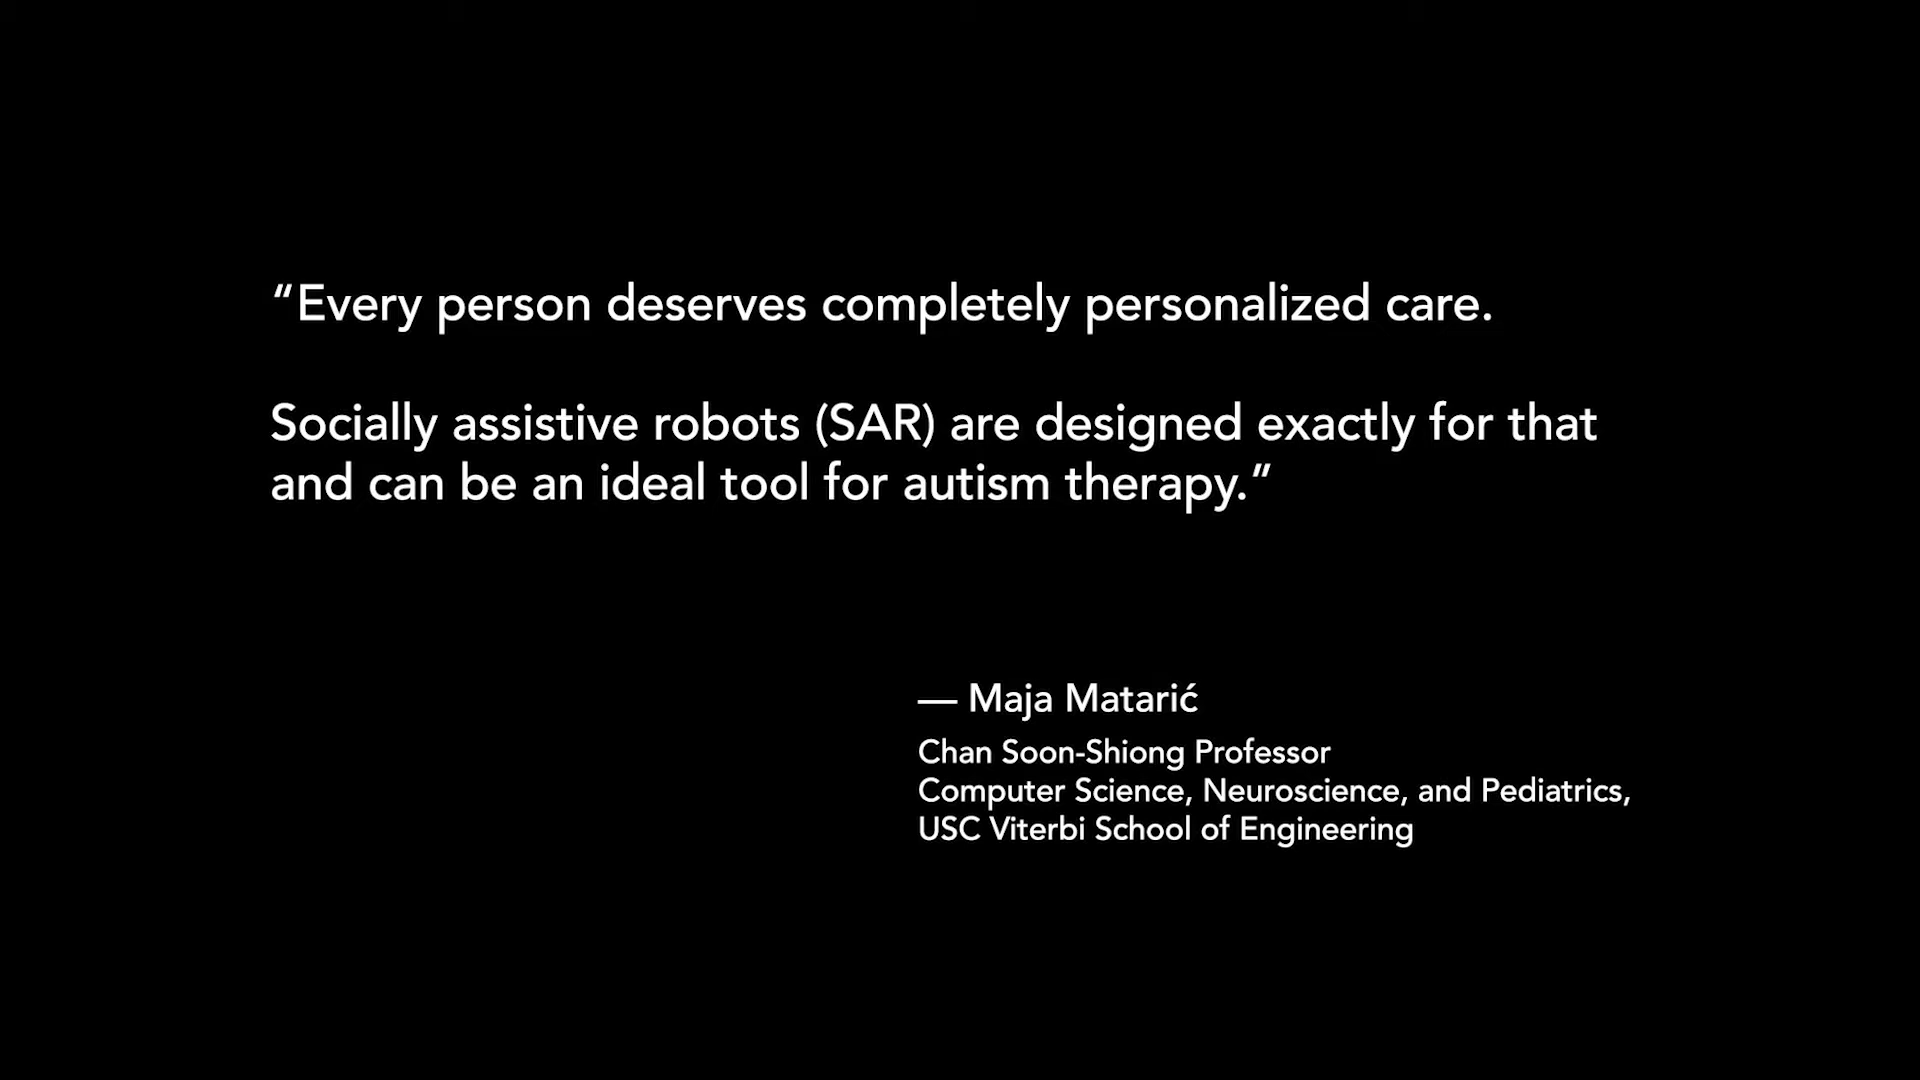 “Every person deserves completely personalized care.
Socially assistive robots (SAR) are designed exactly for that
and can be an ideal tool for autism therapy.”
— Maja Matarić
Chan Soon-Shiong Professor
Computer Science, Neuroscience, and Pediatrics,
USC Viterbi School of Engineering